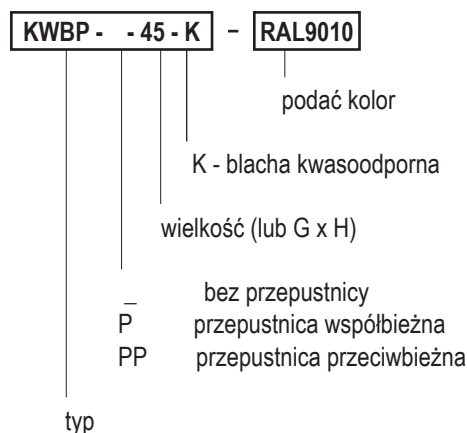 KWBP - - 45 - K – RAL9010
podać kolor
K - blacha kwasoodporna
wielkość (lub G x H)
_ bez przepustnicy
P przepustnica współbieżna
PP przepustnica przeciwbieżna
typ